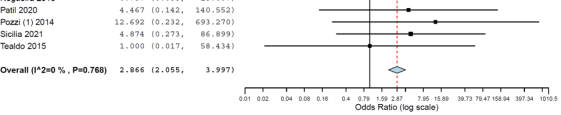 Patil 2020 4.467 (0.142, 140.552)
Pozzi (1) 2014 12.692 (0.232, 693.270)
Sicilia 2021 4.874 (0.273, 86.899)
Tealdo 2015 1.000 (0.017, 58.434)
Overall (I^2=0 % , P=0.768) 2.866 (2.055, 3.997)
0.01 0.02 0.04 0.08 0.16 0.4 0.79 1.59 2.87 7.95 15.89 39.73 79.47 158.94 397.34 1010.5
Odds Ratio (log scale)